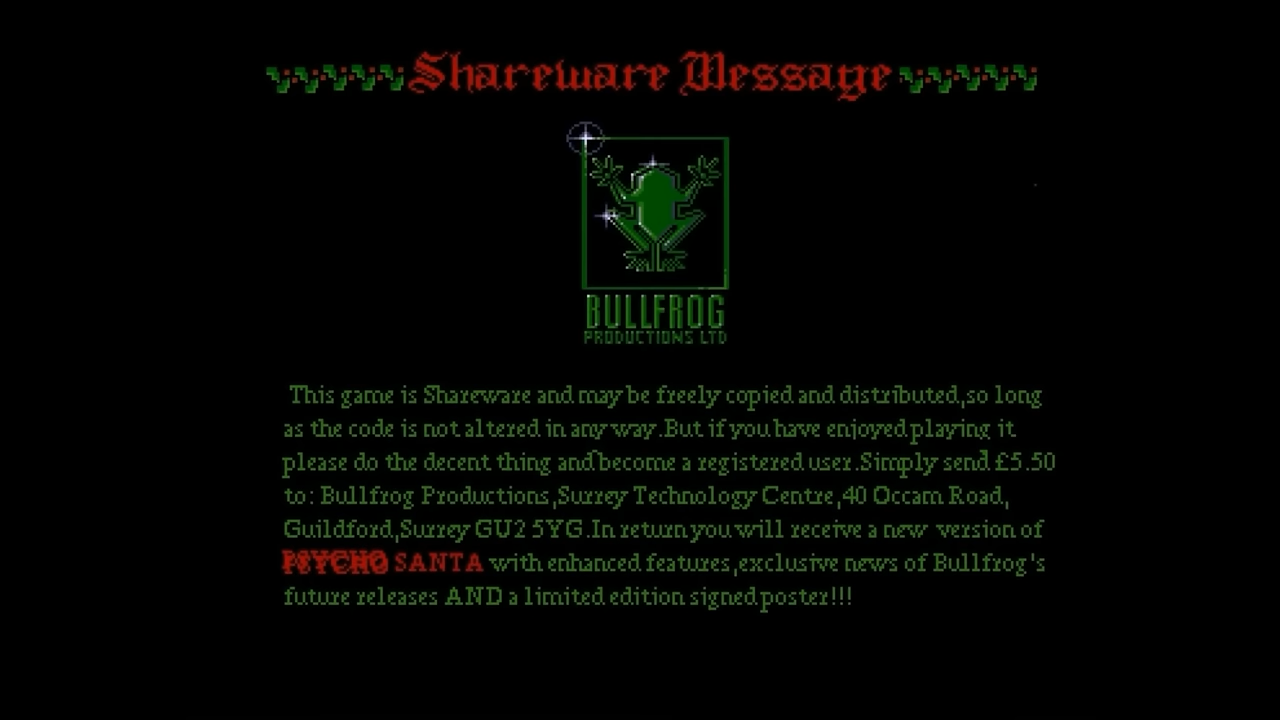 Shareware Message
BULLFROG
PRODUCTIONS LTD
This game is Shareware and may be freely copied and distributed,so long
as the code is not altered in any way.But if you have enjoyed playing it
please do the decent thing and become a registered user.Simply send £5.50
to: Bullfrog Productions,Surrey Technology Centre,40 Occam Road,
Guildford,Surrey GU2 5YG.In return you will receive a new version of
PSYCHO SANTA with enhanced features,exclusive news of Bullfrog's
future releases AND a limited edition signed poster!!!